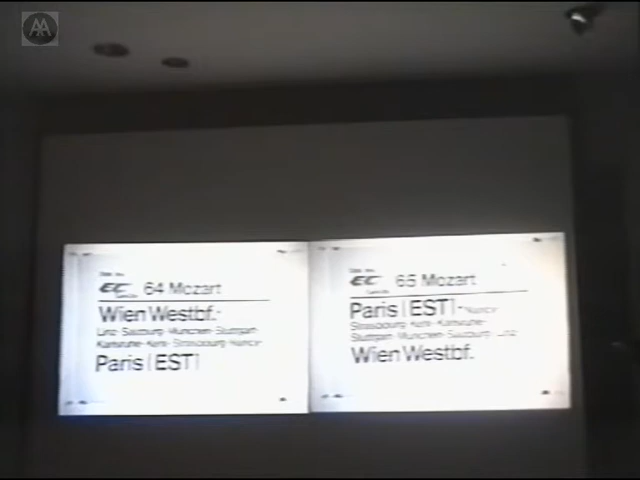 AA
EC 64 Mozart
Wien Westbf.-
Linz-Salzburg-München-Stuttgart-
Karlsruhe-Kehl-Strasbourg-Nancy-
Paris (EST)
EC 65 Mozart
Paris (EST)-Nancy-
Strasbourg-Kehl-Karlsruhe-
Stuttgart-München-Salzburg-Linz
Wien Westbf.